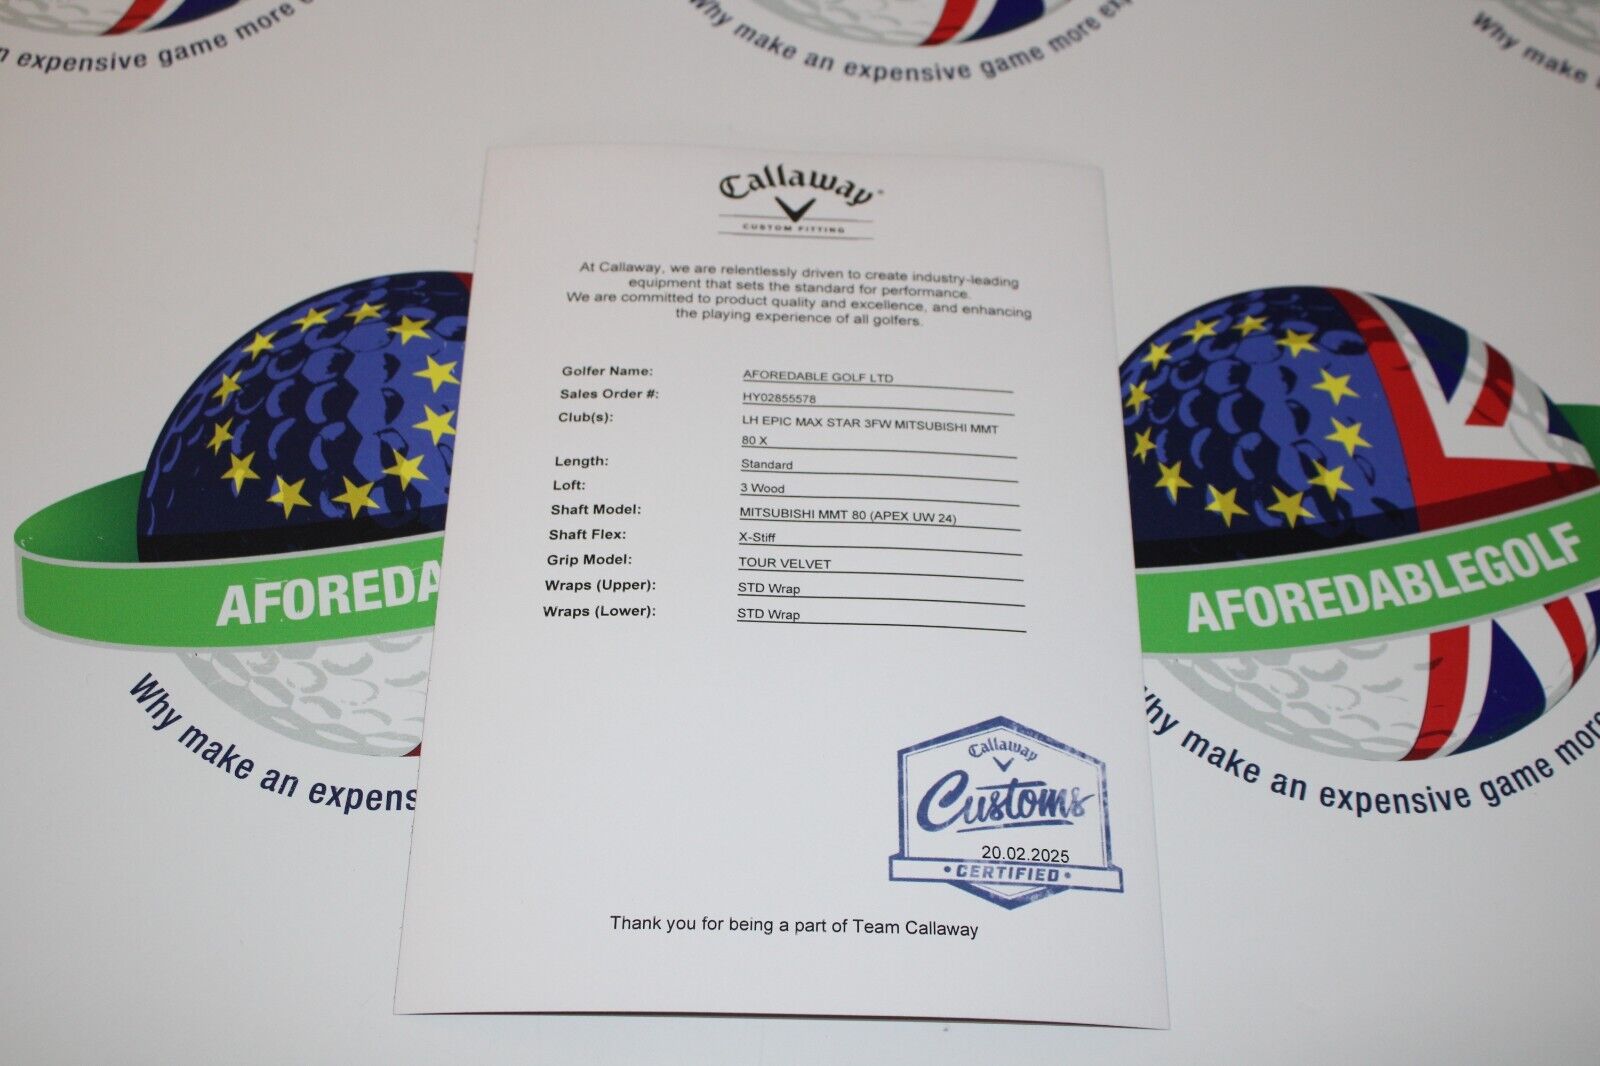 n expensive game more
Why make an expensive game more
Why make
Callaway
CUSTOM FITTING
At Callaway, we are relentlessly driven to create industry-leading
equipment that sets the standard for performance.
We are committed to product quality and excellence, and enhancing
the playing experience of all golfers.
Golfer Name: AFOREDABLE GOLF LTD
Sales Order #: HY02855578
Club(s): LH EPIC MAX STAR 3FW MITSUBISHI MMT
80 X
Length: Standard
Loft: 3 Wood
Shaft Model: MITSUBISHI MMT 80 (APEX UW 24)
Shaft Flex: X-Stiff
Grip Model: TOUR VELVET
Wraps (Upper): STD Wrap
Wraps (Lower): STD Wrap
AFOREDA
AFOREDABLEGOLF
Why make an expens
Why make an expensive game more
Callaway
Customs
20.02.2025
• CERTIFIED •
Thank you for being a part of Team Callaway